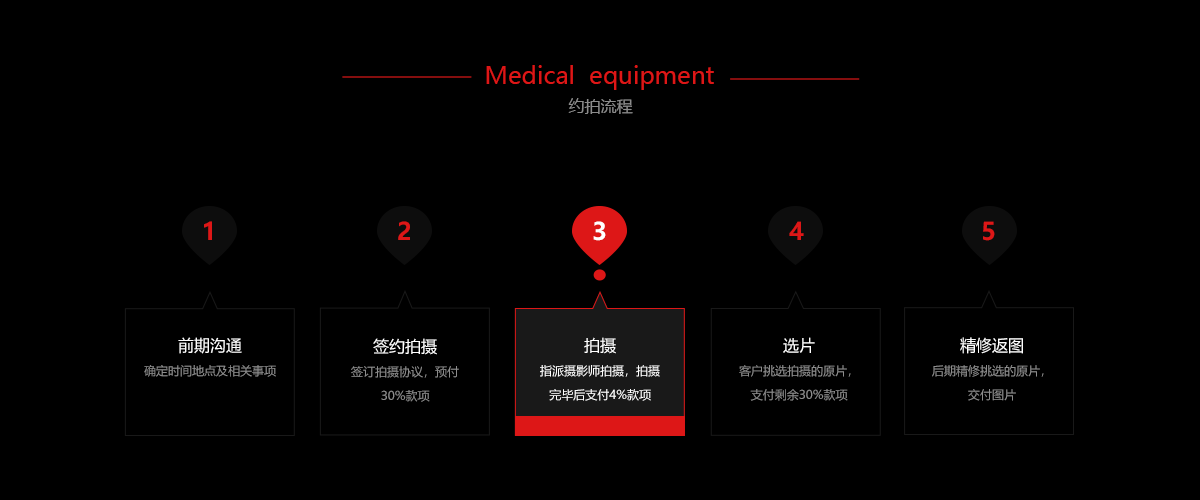 Medical equipment
约拍流程
1
2
3
4
5
前期沟通
确定时间地点及相关事项
签约拍摄
签订拍摄协议，预付
30%款项
拍摄
指派摄影师拍摄，拍摄
完毕后支付4%款项
选片
客户挑选拍摄的原片，
支付剩余30%款项
精修返图
后期精修挑选的原片，
交付图片